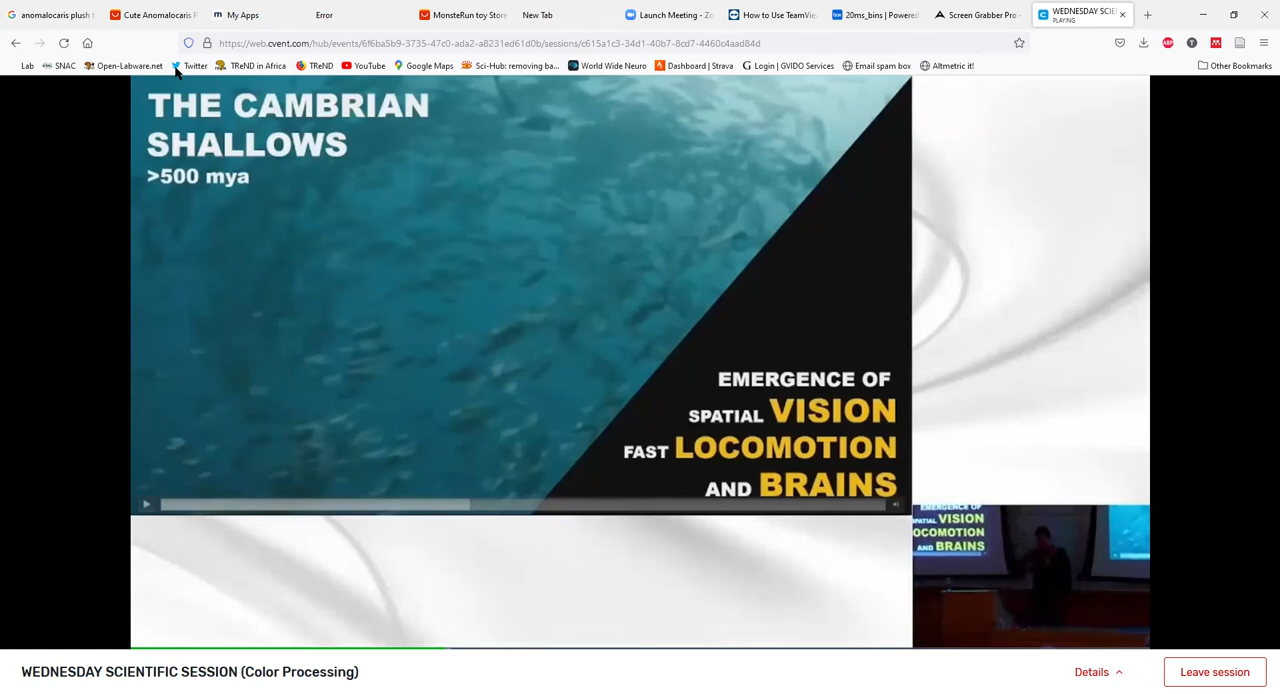 anomalocaris plush t
Cute Anomalocaris P
My Apps
Error
MonsteRun toy Store
New Tab
Launch Meeting - Zo
How to Use TeamVie
20ms_bins | Powered
Screen Grabber Pro -
WEDNESDAY SCIE
PLAYING
https://web.cvent.com/hub/events/6f6ba5b9-3735-47c0-ada2-a8231ed61d0b/sessions/c615a1c3-34d1-40b7-8cd7-4460c4aad84d
Lab
SNAC
Open-Labware.net
Twitter
TReND in Africa
TReND
YouTube
Google Maps
Sci-Hub: removing ba...
World Wide Neuro
Dashboard | Strava
Login | GVIDO Services
Email spam box
Altmetric it!
Other Bookmarks
THE CAMBRIAN
SHALLOWS
>500 mya
EMERGENCE OF
SPATIAL VISION
FAST LOCOMOTION
AND BRAINS
EMERGENCE OF
SPATIAL VISION
LOCOMOTION
AND BRAINS
WEDNESDAY SCIENTIFIC SESSION (Color Processing)
Details
Leave session